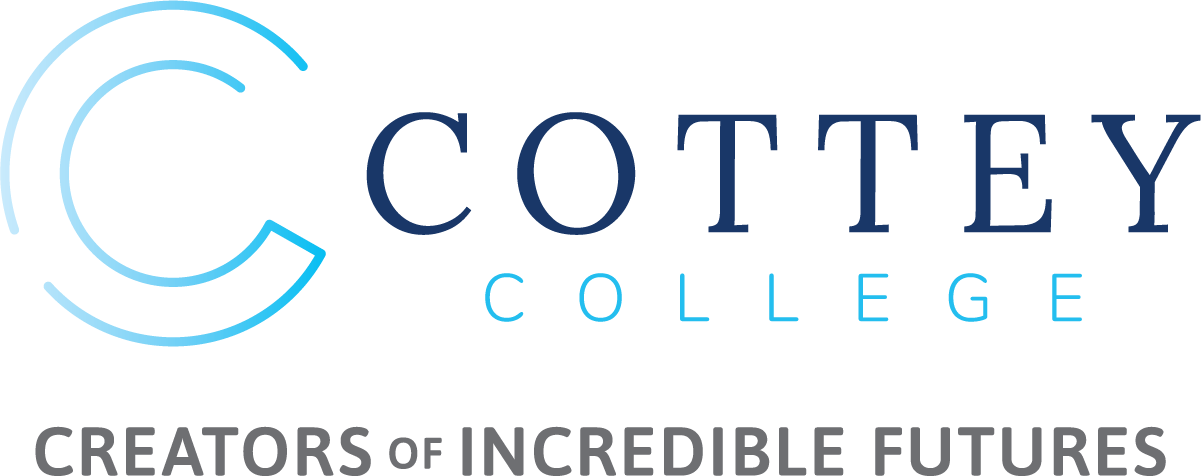 COTTEY
COLLEGE
CREATORS OF INCREDIBLE FUTURES